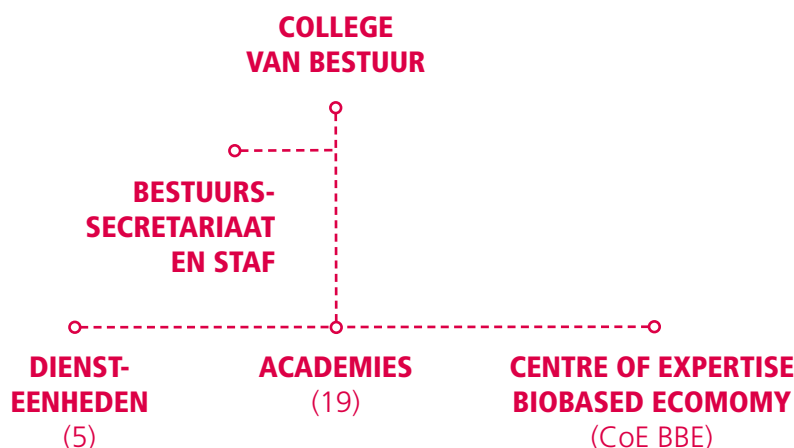 COLLEGE
VAN BESTUUR
BESTUURS-
SECRETARIAAT
EN STAF
DIENST-
EENHEDEN
(5)
ACADEMIES
(19)
CENTRE OF EXPERTISE
BIOBASED ECOMOMY
(CoE BBE)